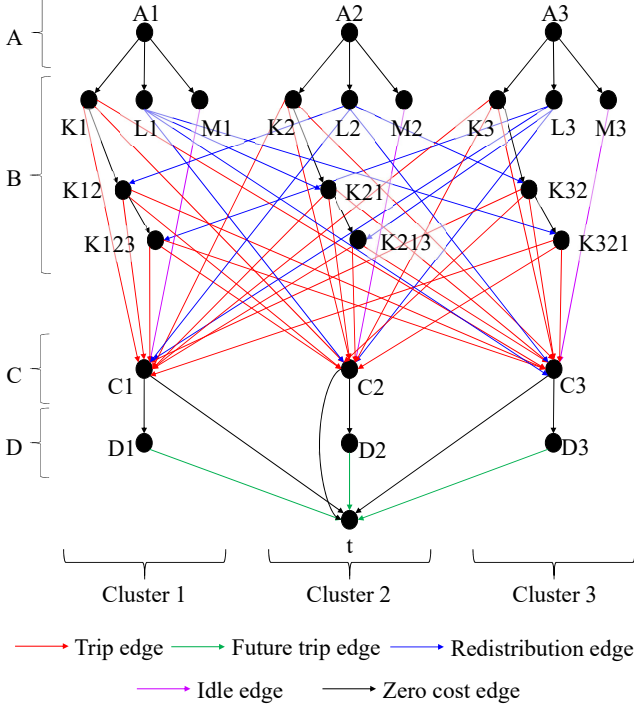 A1 A2 A3
A
K1 L1 M1 K2 L2 M2 K3 L3 M3
B
K12 K21 K32
K123 K213 K321
C
C1 C2 C3
D
D1 D2 D3
t
Cluster 1 Cluster 2 Cluster 3
Trip edge Future trip edge Redistribution edge
Idle edge Zero cost edge